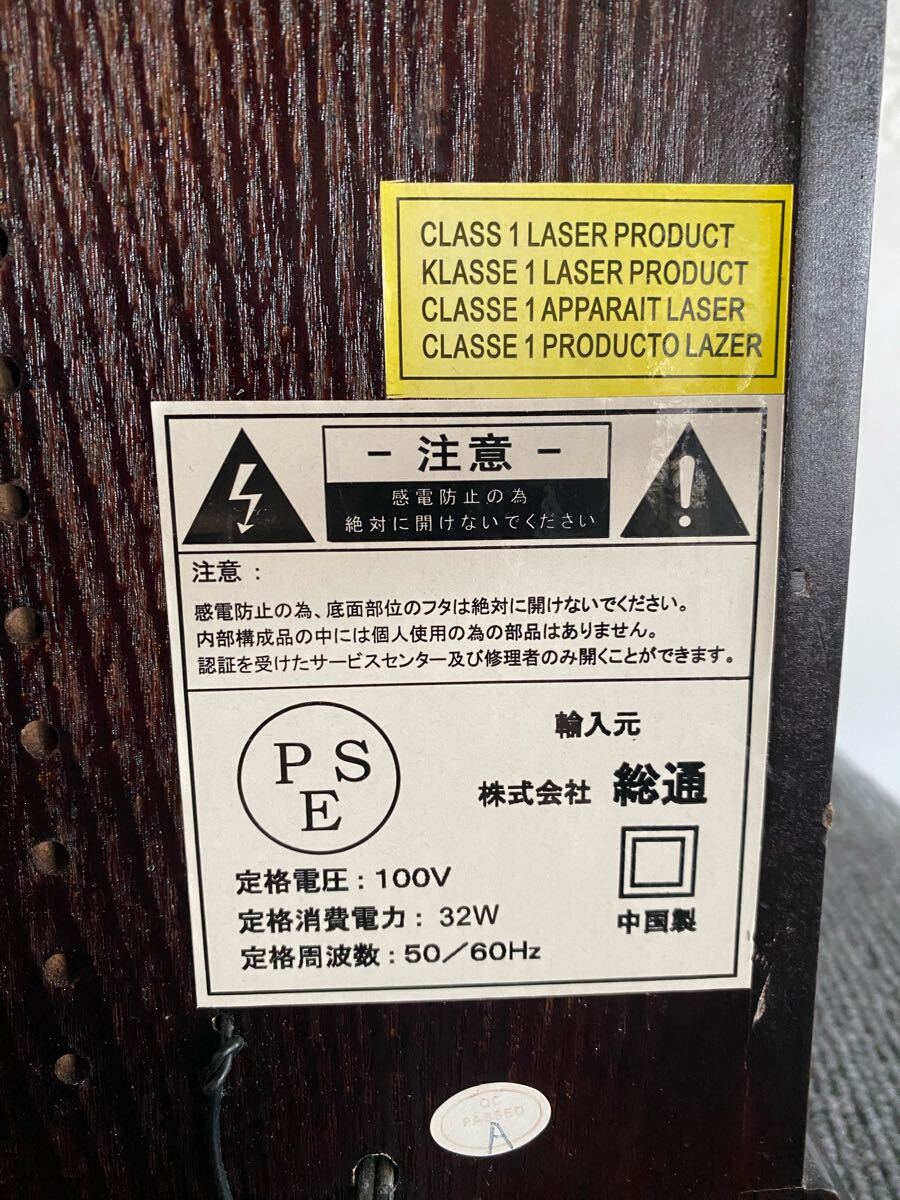 CLASS 1 LASER PRODUCT
KLASSE 1 LASER PRODUCT
CLASSE 1 APPARAIT LASER
CLASSE 1 PRODUCTO LAZER
- 注意 -
感電防止の為
絶対に開けないでください
注意：
感電防止の為、底面部位のフタは絶対に開けないでください。
内部構成品の中には個人使用の為の部品はありません。
認証を受けたサービスセンター及び修理者のみ開くことができます。
P S
E
輸入元
株式会社 総通
中国製
定格電圧：100V
定格消費電力：32W
定格周波数：50／60Hz
QC
PASSED
A